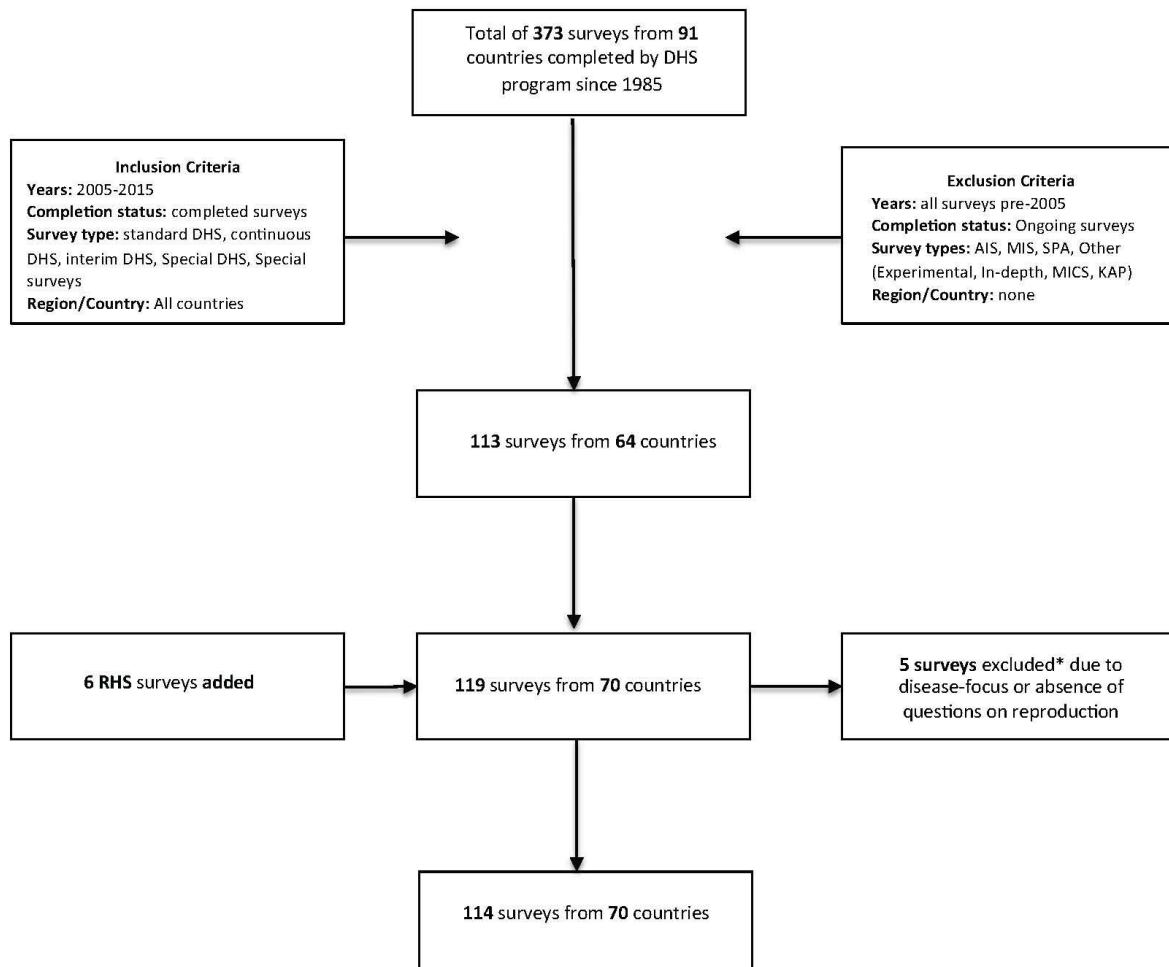 Total of 373 surveys from 91
countries completed by DHS
program since 1985
Inclusion Criteria
Years: 2005-2015
Completion status: completed surveys
Survey type: standard DHS, continuous
DHS, interim DHS, Special DHS, Special
surveys
Region/Country: All countries
Exclusion Criteria
Years: all surveys pre-2005
Completion status: Ongoing surveys
Survey types: AIS, MIS, SPA, Other
(Experimental, In-depth, MICS, KAP)
Region/Country: none
113 surveys from 64 countries
6 RHS surveys added
119 surveys from 70 countries
5 surveys excluded* due to
disease-focus or absence of
questions on reproduction
114 surveys from 70 countries